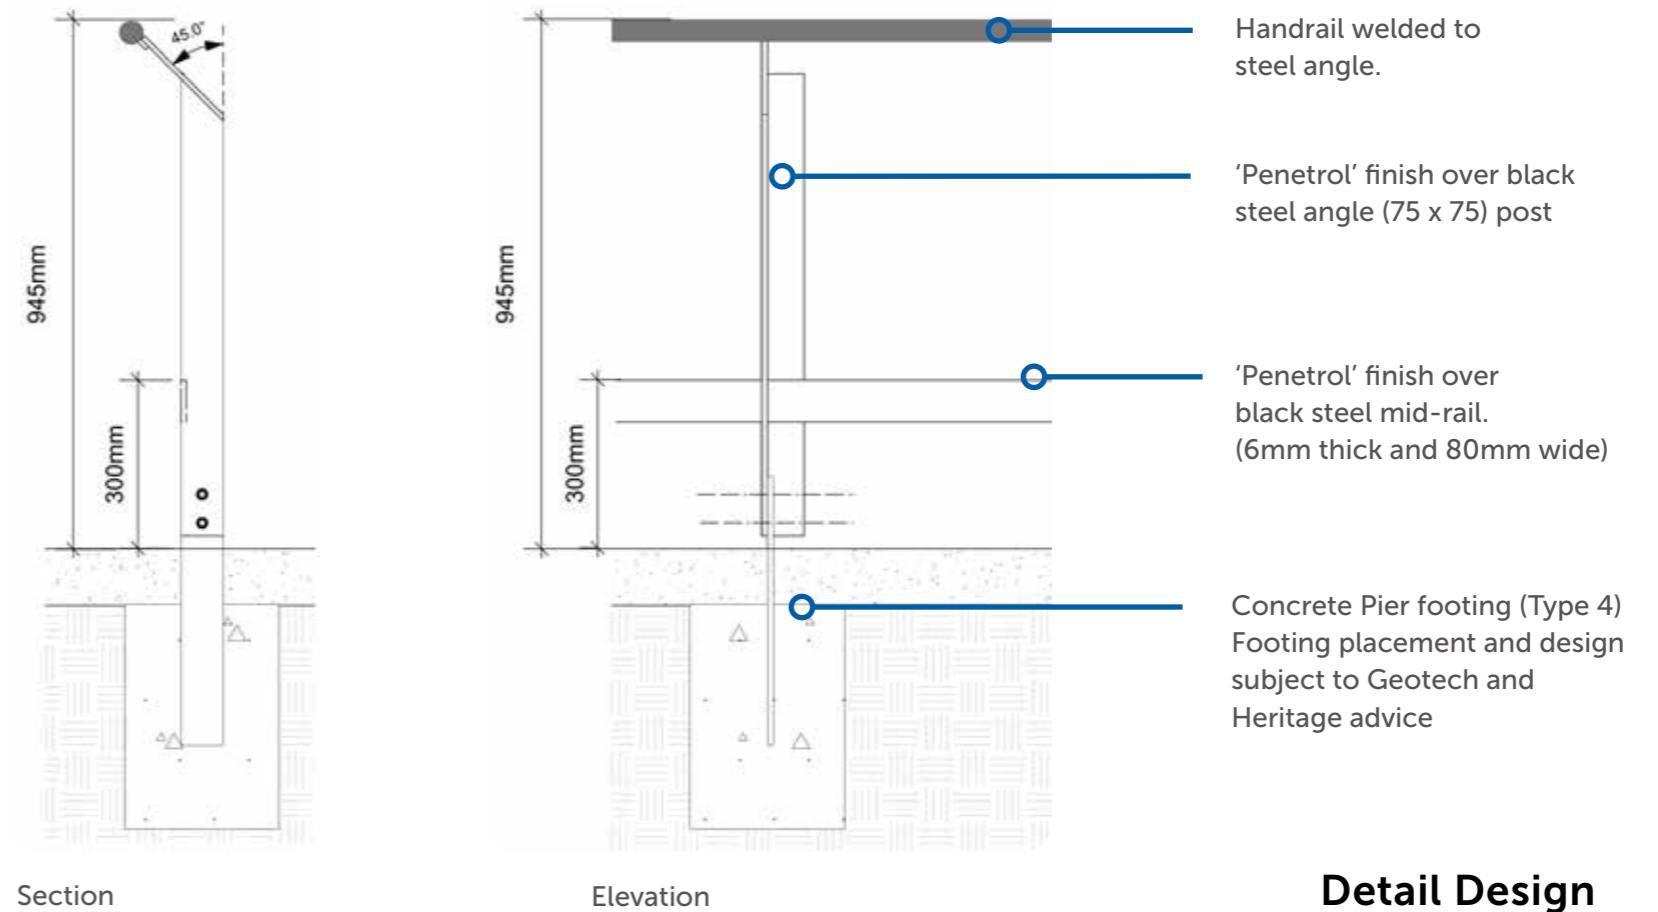 45.0°
945mm
300mm
Section
945mm
300mm
Elevation
Handrail welded to
steel angle.
‘Penetrol’ finish over black
steel angle (75 x 75) post
‘Penetrol’ finish over
black steel mid-rail.
(6mm thick and 80mm wide)
Concrete Pier footing (Type 4)
Footing placement and design
subject to Geotech and
Heritage advice
Detail Design